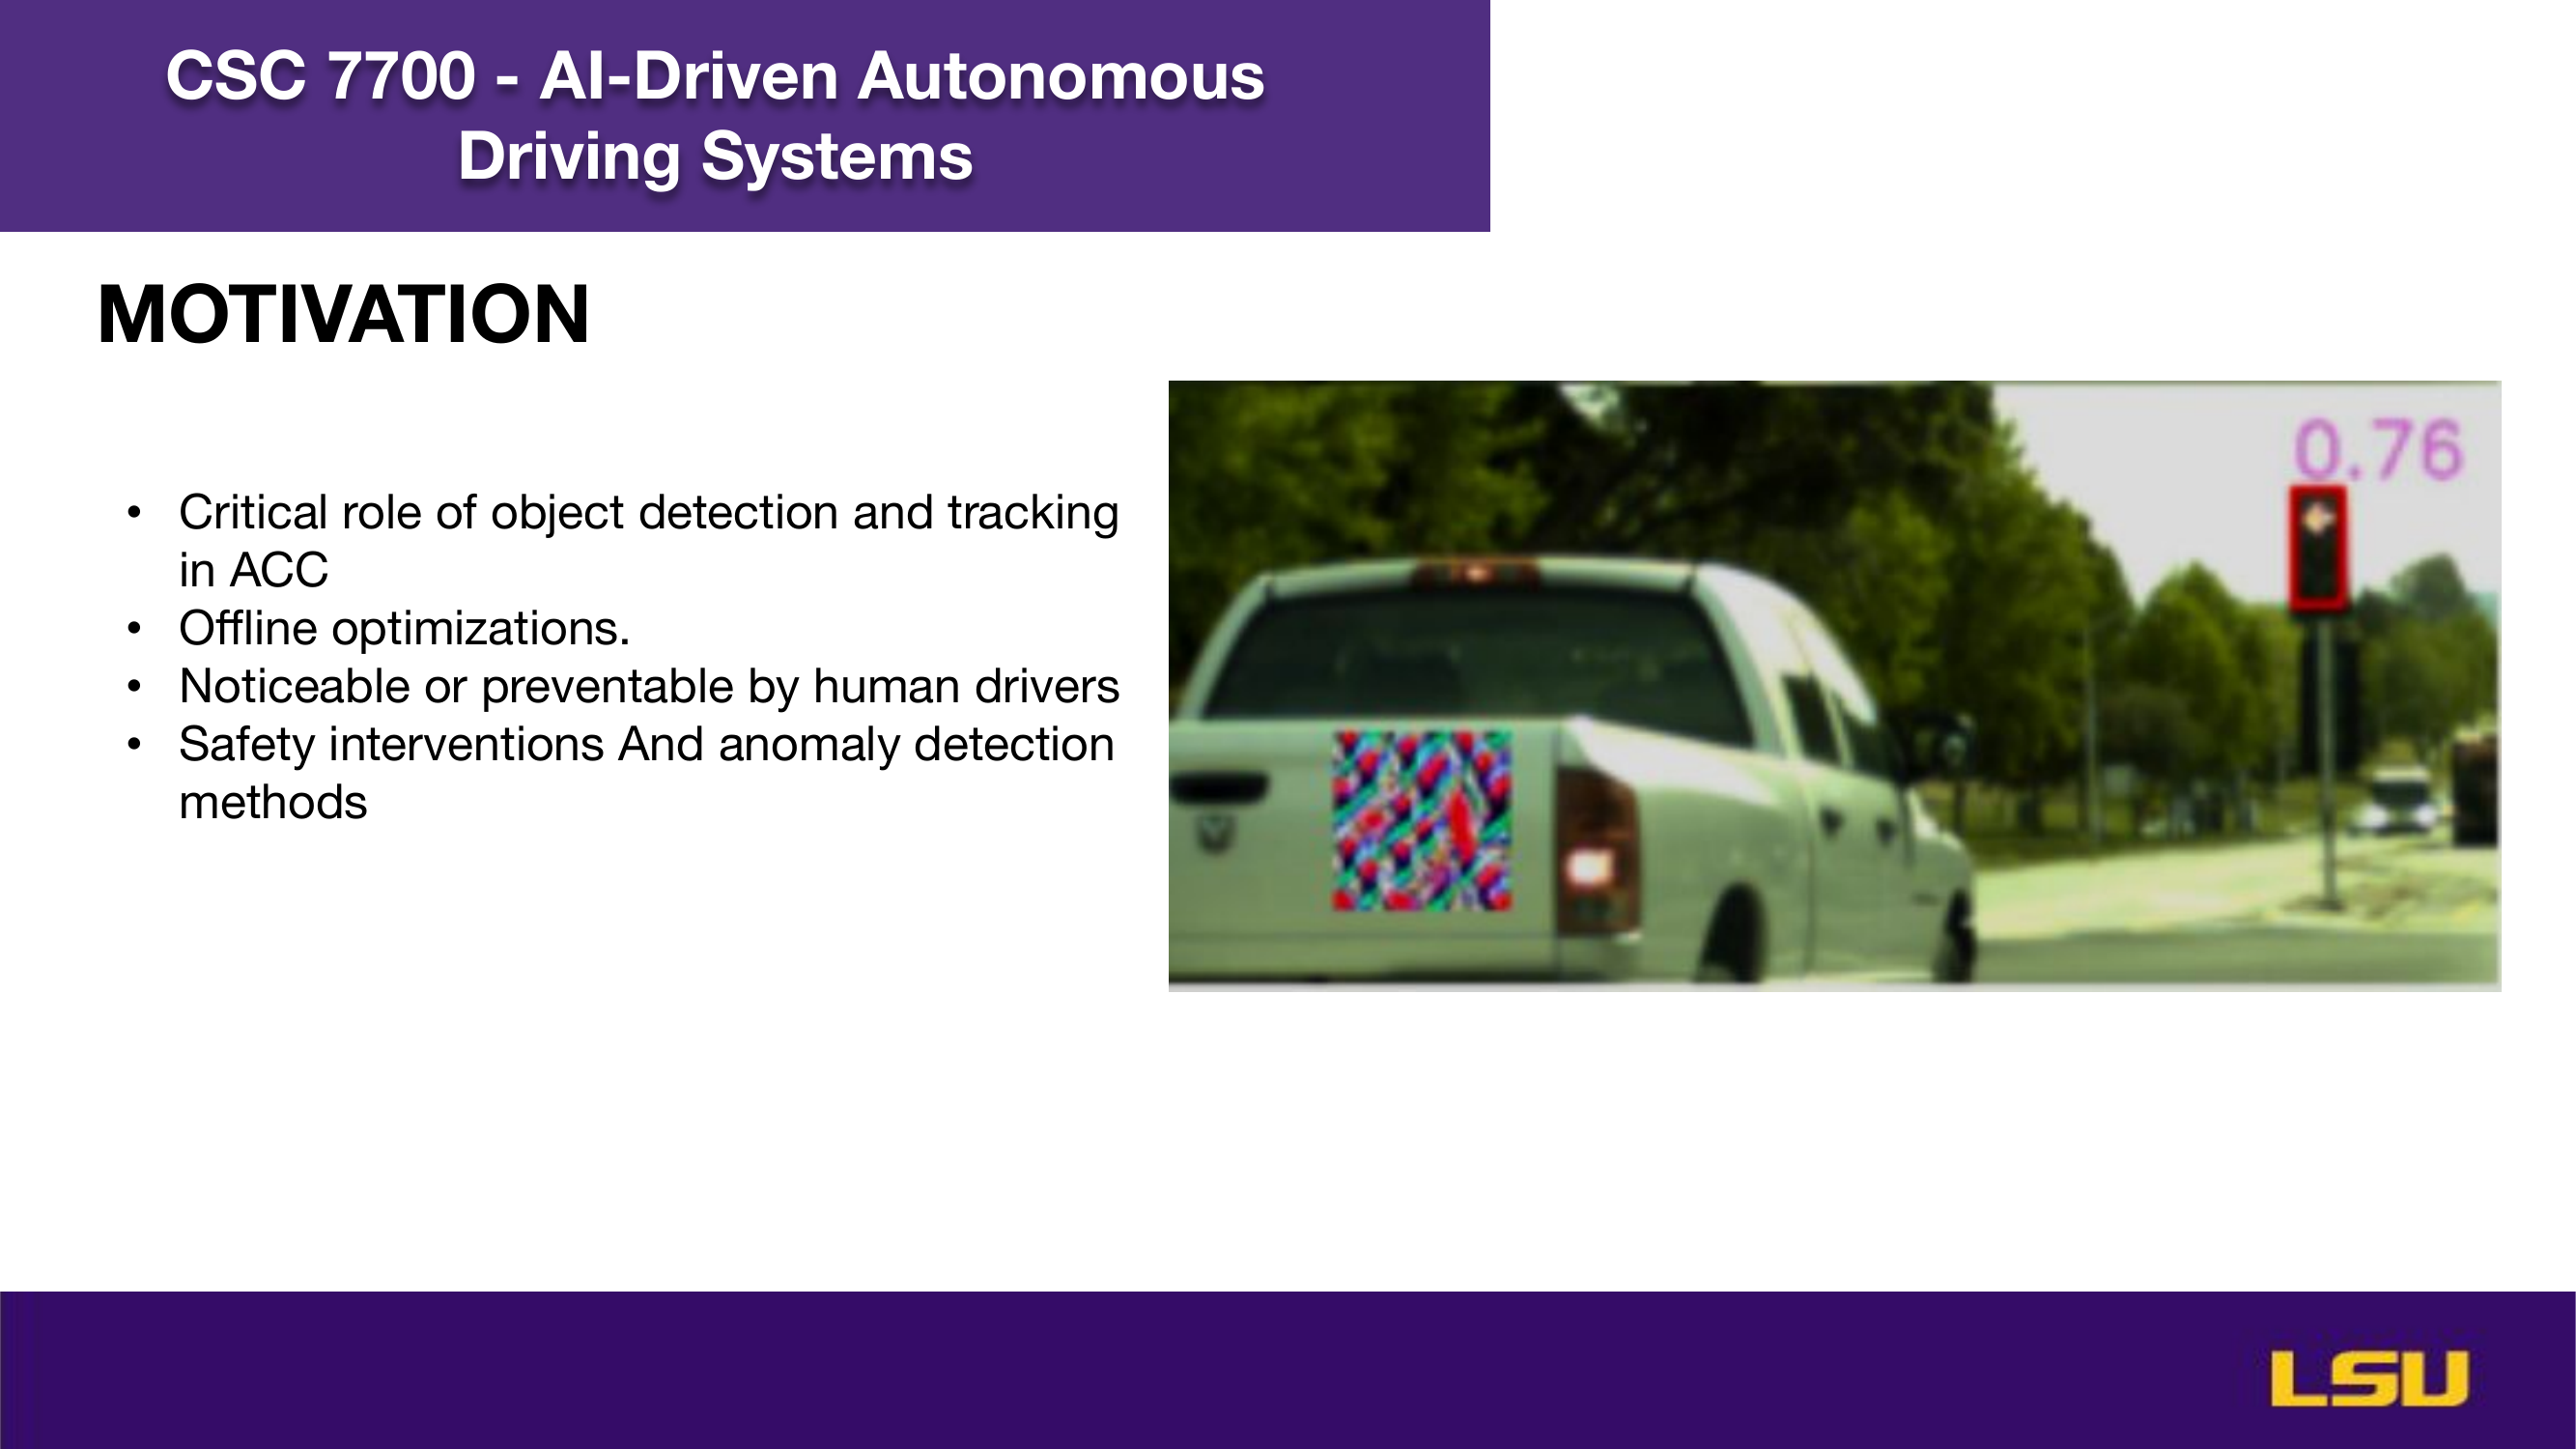 CSC 7700 - AI-Driven Autonomous
Driving Systems
MOTIVATION
• Critical role of object detection and tracking
in ACC
• Offline optimizations.
• Noticeable or preventable by human drivers
• Safety interventions And anomaly detection
methods
0.76
LSU